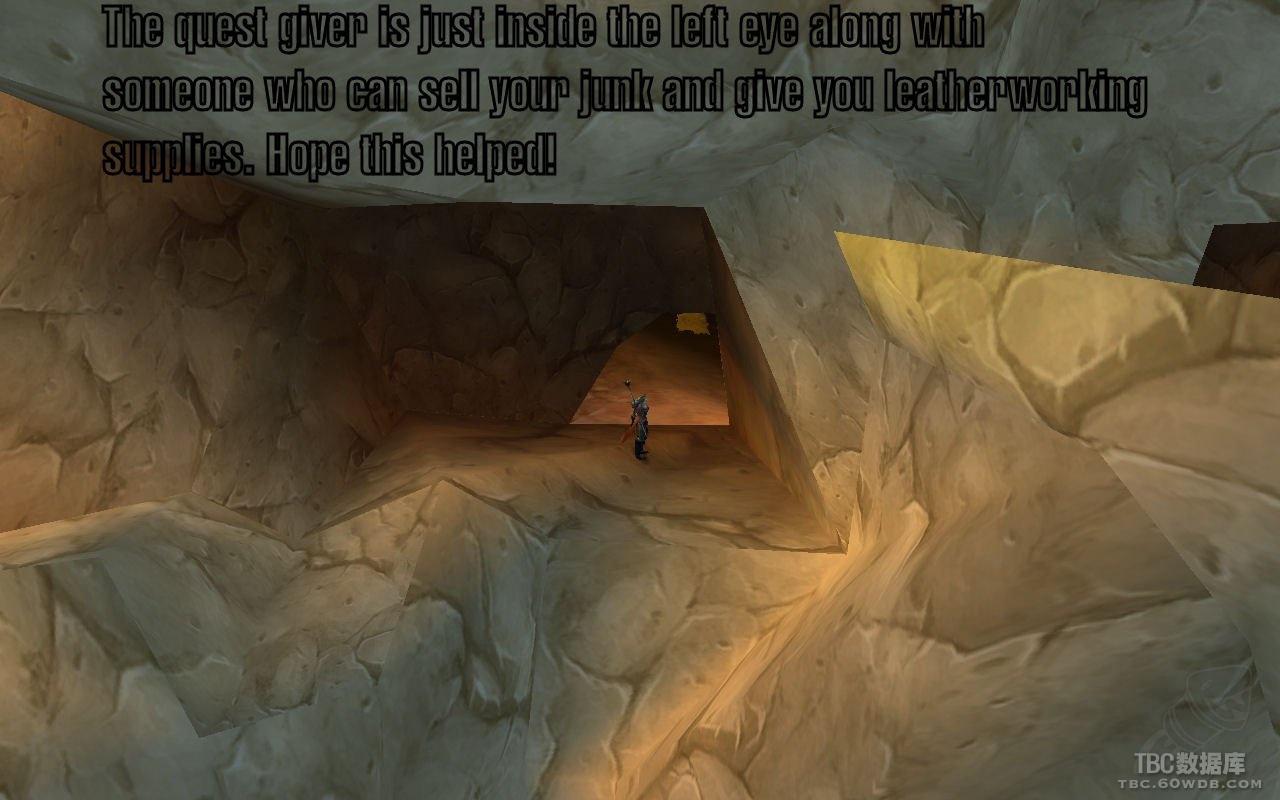 The quest giver is just inside the left eye along with
someone who can sell your junk and give you leatherworking
supplies. Hope this helped!
TBC数据库
TBC.60WDB.COM